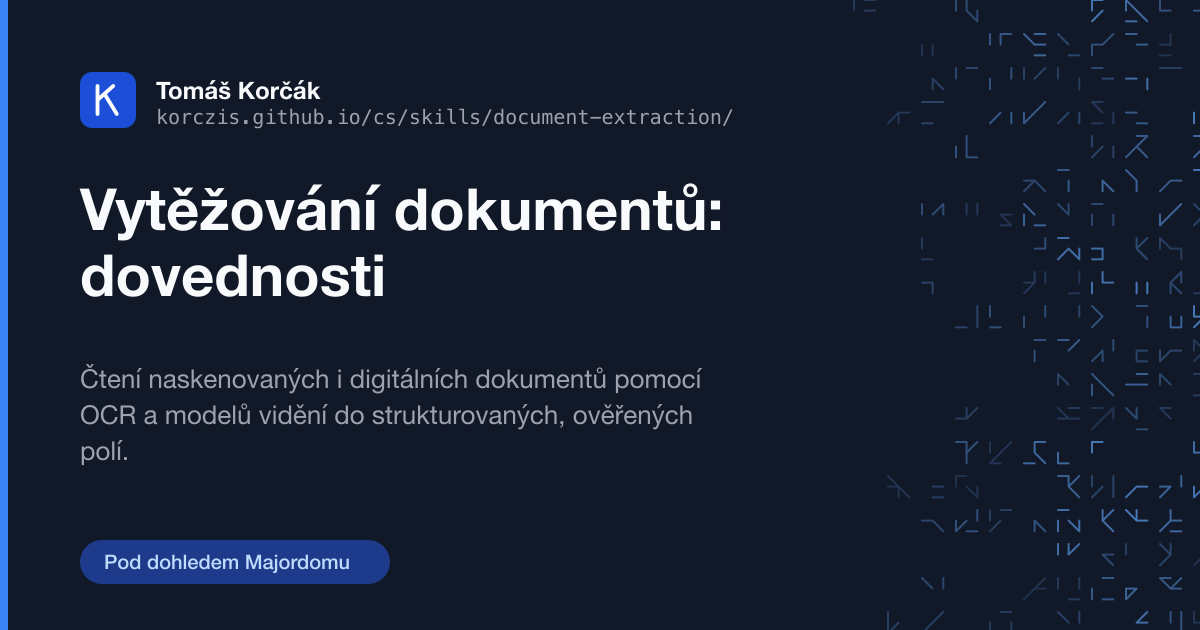 K
Tomáš Korčák
korczis.github.io/cs/skills/document-extraction/
Vytěžování dokumentů:
dovednosti
Čtení naskenovaných i digitálních dokumentů pomocí
OCR a modelů vidění do strukturovaných, ověřených
polí.
Pod dohledem Majordomu